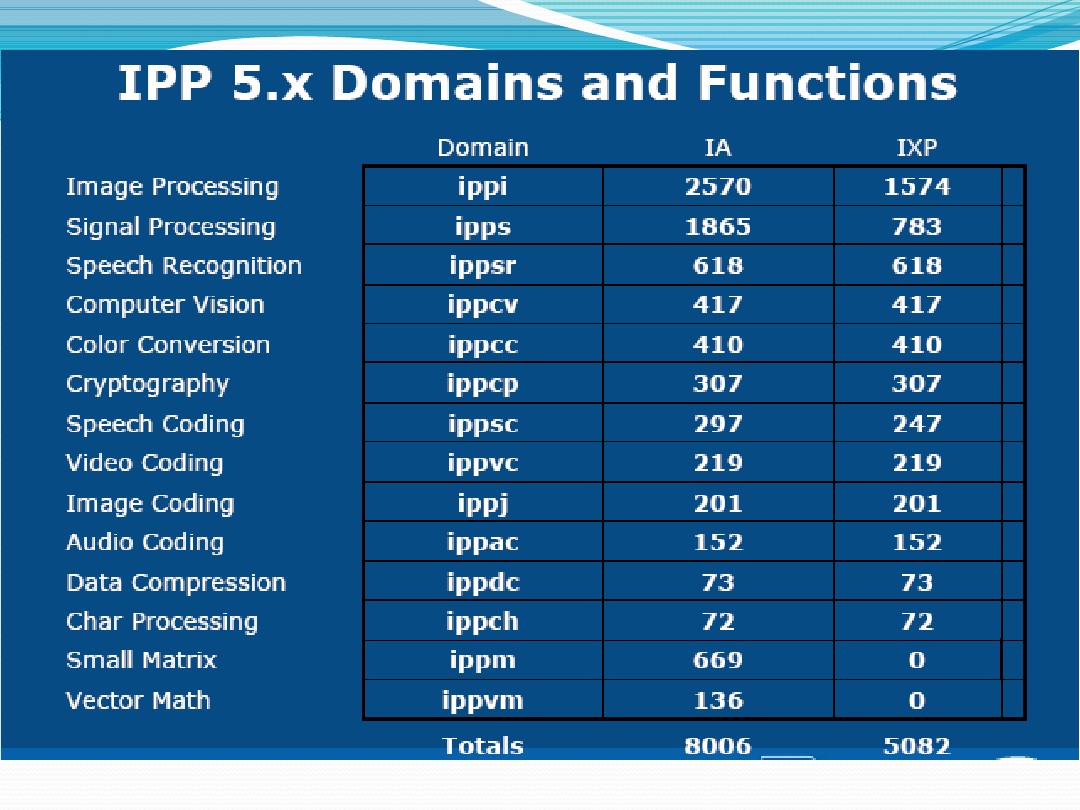 IPP 5.x Domains and Functions
Domain IA IXP
Image Processing ippi 2570 1574
Signal Processing ipps 1865 783
Speech Recognition ippsr 618 618
Computer Vision ippcv 417 417
Color Conversion ippcc 410 410
Cryptography ippcp 307 307
Speech Coding ippsc 297 247
Video Coding ippvc 219 219
Image Coding ippj 201 201
Audio Coding ippac 152 152
Data Compression ippdc 73 73
Char Processing ippch 72 72
Small Matrix ippm 669 0
Vector Math ippvm 136 0
Totals 8006 5082